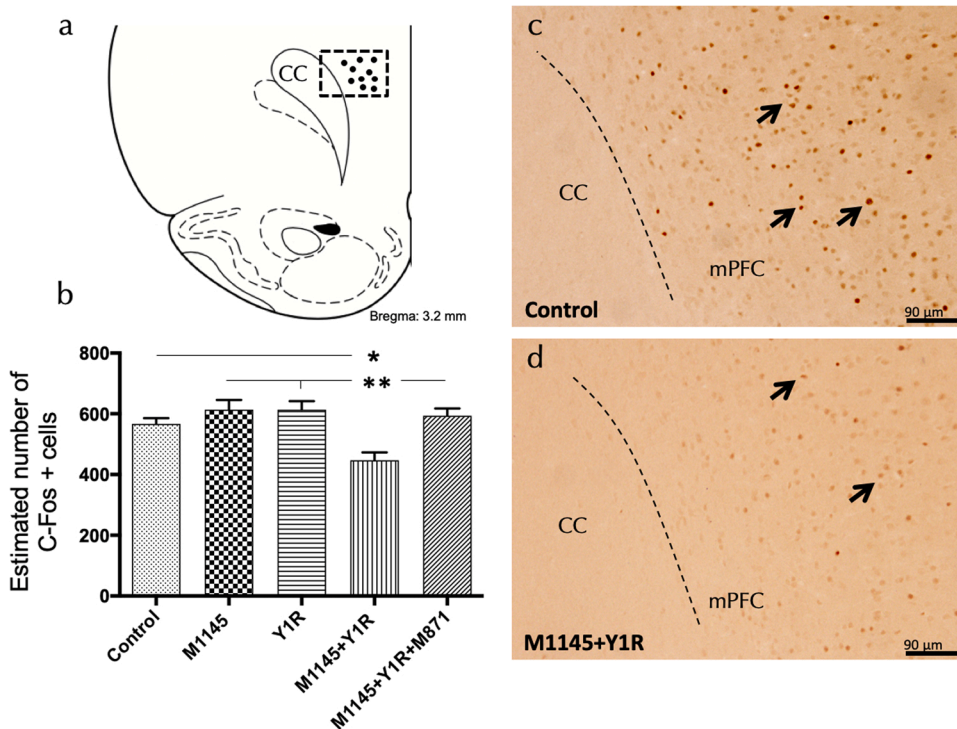 a
CC
Bregma: 3.2 mm
b
Estimated number of
C-Fos + cells
800
600
400
200
0
*
**
Control
M1145
Y1R
M1145+Y1R
M1145+Y1R+M871
c
CC
mPFC
Control
90 µm
d
CC
mPFC
M1145+Y1R
90 µm